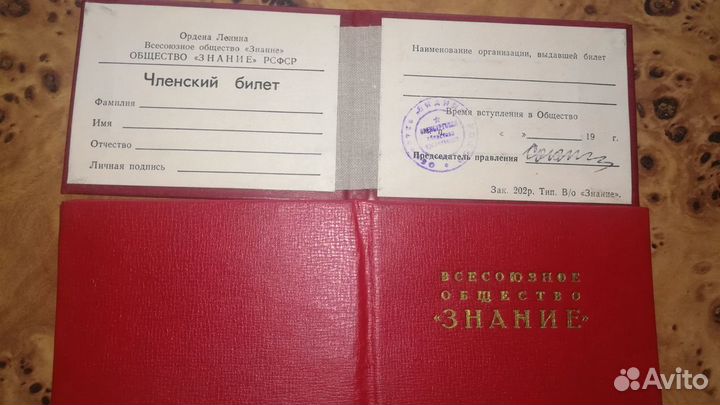 Ордена Ленина
Всесоюзное общество «Знание»
ОБЩЕСТВО «ЗНАНИЕ» РСФСР
Членский билет
Фамилия
Имя
Отчество
Личная подпись
Наименование организации, выдавшей билет
Время вступления в Общество
« » 19 г.
Председатель правления
Зак. 202р. Тип. В/о «Знание».
ВСЕСОЮЗНОЕ
ОБЩЕСТВО
«ЗНАНИЕ»
Avito